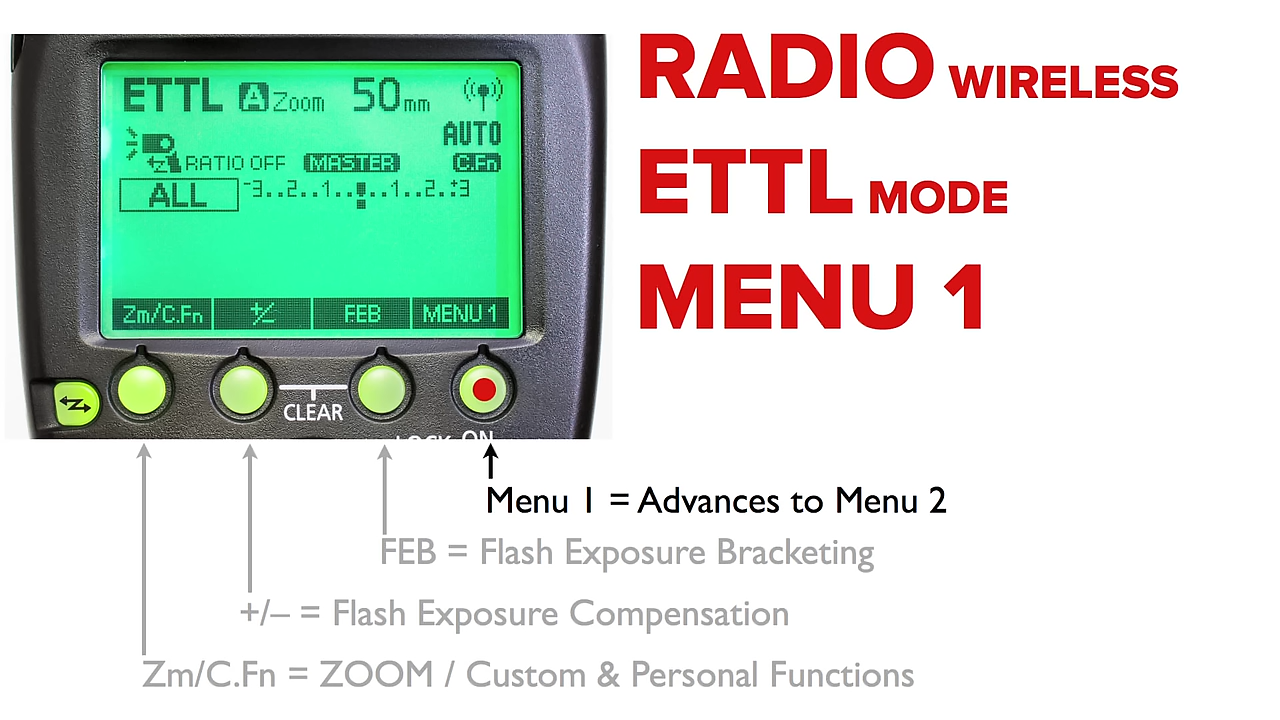 RADIO WIRELESS
ETTL MODE
MENU 1
ETTL A Zoom 50mm
AUTO
RATIO OFF MASTER C.Fn
ALL -3..2..1..0..1..2.+3
Zm/C.Fn +/- FEB MENU 1
CLEAR
LOCK ON
Menu 1 = Advances to Menu 2
FEB = Flash Exposure Bracketing
+/– = Flash Exposure Compensation
Zm/C.Fn = ZOOM / Custom & Personal Functions